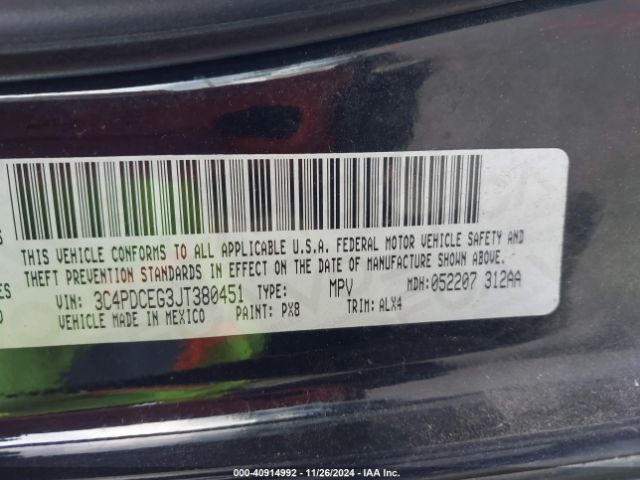 S
THIS VEHICLE CONFORMS TO ALL APPLICABLE U.S.A. FEDERAL MOTOR VEHICLE SAFETY AND
THEFT PREVENTION STANDARDS IN EFFECT ON THE DATE OF MANUFACTURE SHOWN ABOVE.
ES
VIN: 3C4PDCEG3JT380451 TYPE: MPV MDH:052207 312AA
VEHICLE MADE IN MEXICO PAINT: PX8 TRIM: ALX4
000-40914992 - 11/26/2024 - IAA Inc.